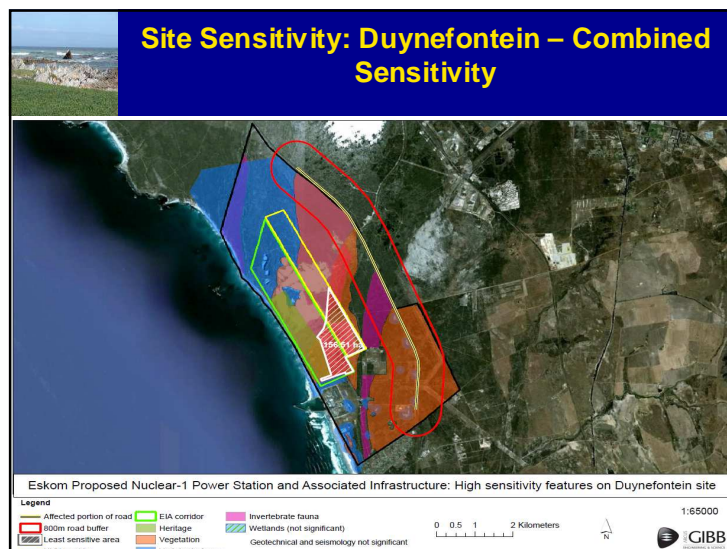 Site Sensitivity: Duynefontein – Combined
Sensitivity
156.51 ha
Eskom Proposed Nuclear-1 Power Station and Associated Infrastructure: High sensitivity features on Duynefontein site
Legend
Affected portion of road
EIA corridor
Invertebrate fauna
800m road buffer
Heritage
Wetlands (not significant)
Least sensitive area
Vegetation
Geotechnical and seismology not significant
0 0.5 1 2 Kilometers
N
1:65000
GIBB